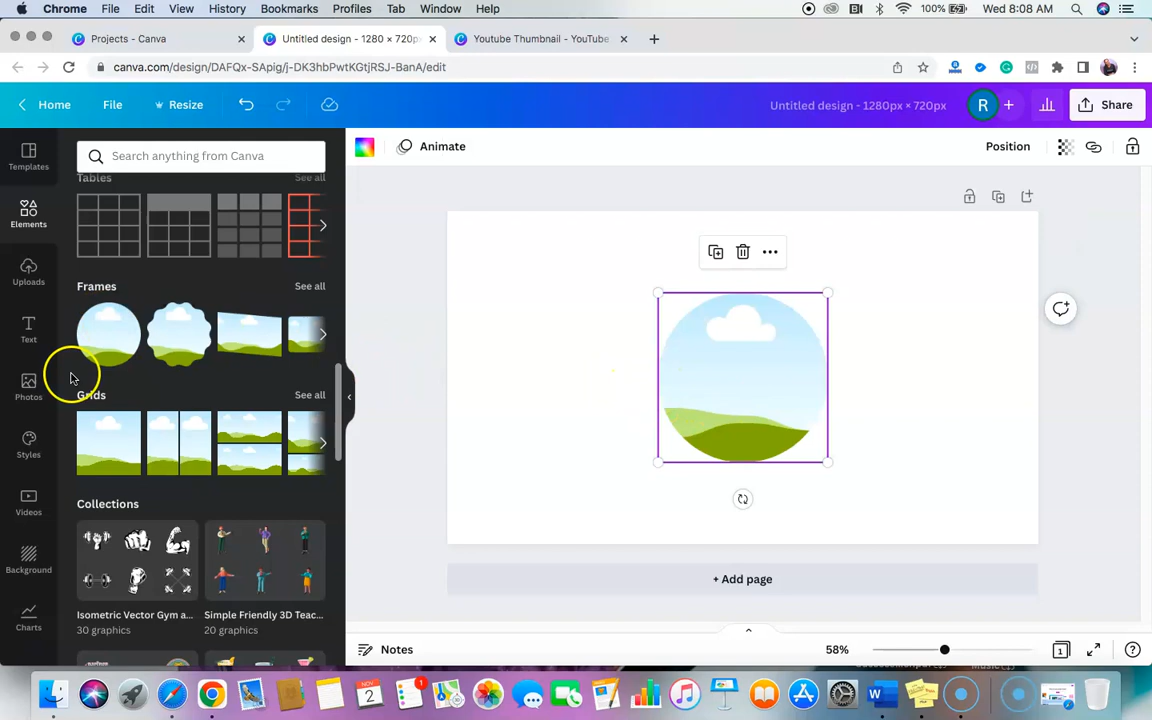 Chrome File Edit View History Bookmarks Profiles Tab Window Help 100% Wed 8:08 AM
Projects - Canva
Untitled design - 1280 × 720p
Youtube Thumbnail - YouTube
canva.com/design/DAFQx-SApig/j-DK3hbPwtKGtjRSJ-BanA/edit
Home File Resize Untitled design - 1280px × 720px R Share
Templates
Elements
Uploads
Text
Photos
Styles
Videos
Background
Charts
Search anything from Canva
Tables See all
Frames See all
Grids See all
Collections
Isometric Vector Gym a... Simple Friendly 3D Teac...
30 graphics 20 graphics
Animate Position
+ Add page
Notes 58% 1
NOV
2
1